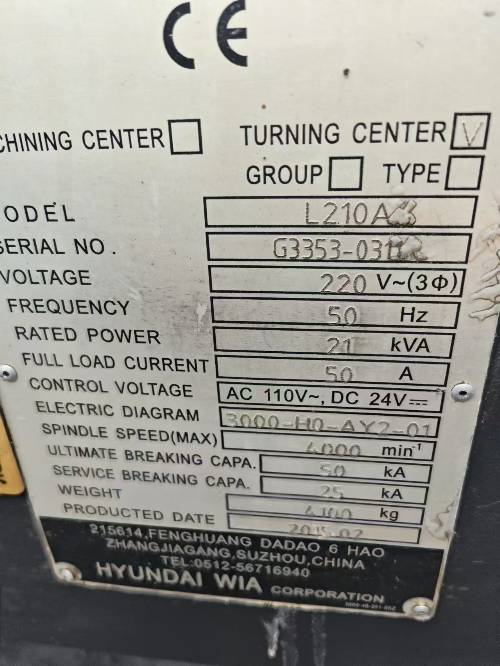 CE
CHINING CENTER TURNING CENTER V
GROUP TYPE
ODEL L210A
SERIAL NO. G3353-031
VOLTAGE 220 V~(3Φ)
FREQUENCY 50 Hz
RATED POWER 21 kVA
FULL LOAD CURRENT 50 A
CONTROL VOLTAGE AC 110V~, DC 24V⎓
ELECTRIC DIAGRAM 3000-H0-AY2-01
SPINDLE SPEED(MAX) 4000 min⁻¹
ULTIMATE BREAKING CAPA. 50 kA
SERVICE BREAKING CAPA. 25 kA
WEIGHT kg
PRODUCTED DATE
215614,FENGHUANG DADAO 6 HAO
ZHANGJIAGANG,SUZHOU,CHINA
TEL:0512-56716940
HYUNDAI WIA CORPORATION